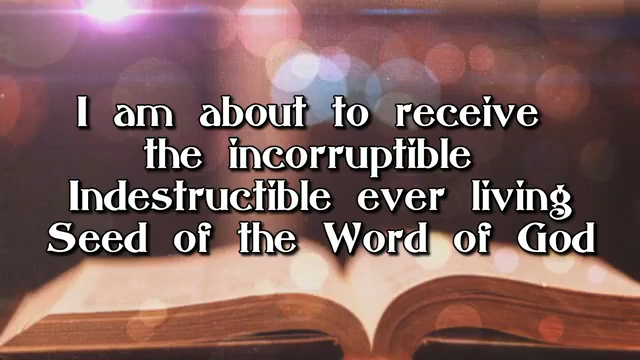 I am about to receive
the incorruptible
Indestructible ever living
Seed of the Word of God